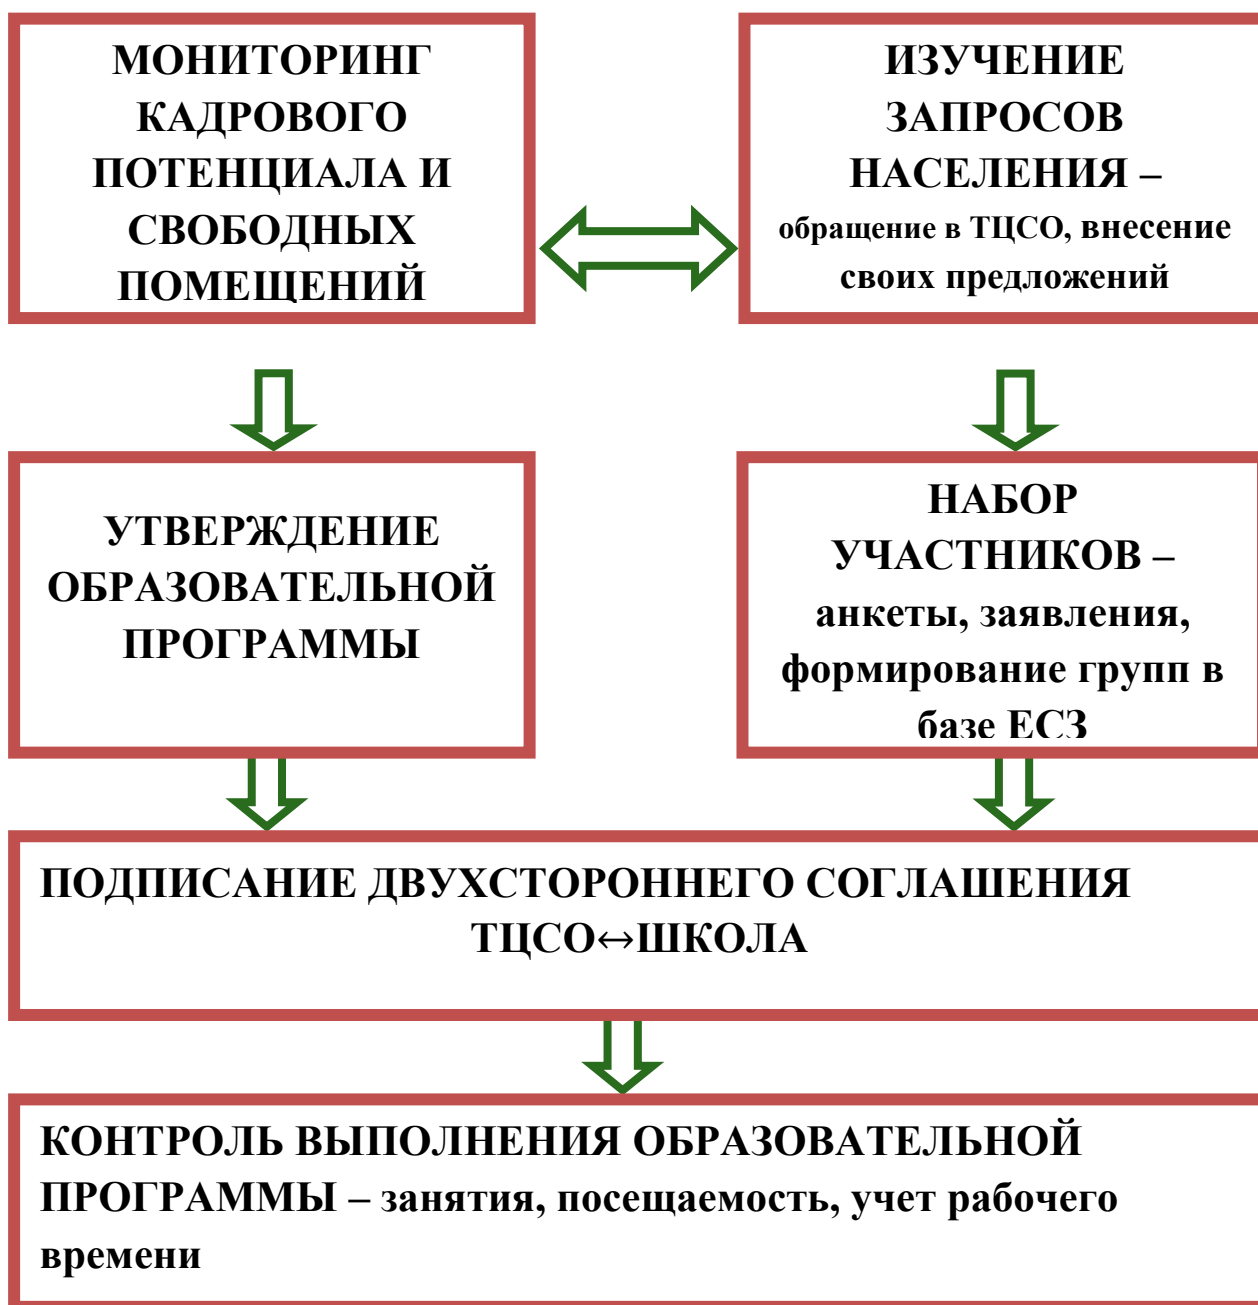 МОНИТОРИНГ
КАДРОВОГО
ПОТЕНЦИАЛА И
СВОБОДНЫХ
ПОМЕЩЕНИЙ
ИЗУЧЕНИЕ
ЗАПРОСОВ
НАСЕЛЕНИЯ –
обращение в ТЦСО, внесение
своих предложений
УТВЕРЖДЕНИЕ
ОБРАЗОВАТЕЛЬНОЙ
ПРОГРАММЫ
НАБОР
УЧАСТНИКОВ –
анкеты, заявления,
формирование групп в
базе ЕСЗ
ПОДПИСАНИЕ ДВУХСТОРОННЕГО СОГЛАШЕНИЯ
ТЦСО↔ШКОЛА
КОНТРОЛЬ ВЫПОЛНЕНИЯ ОБРАЗОВАТЕЛЬНОЙ
ПРОГРАММЫ – занятия, посещаемость, учет рабочего
времени